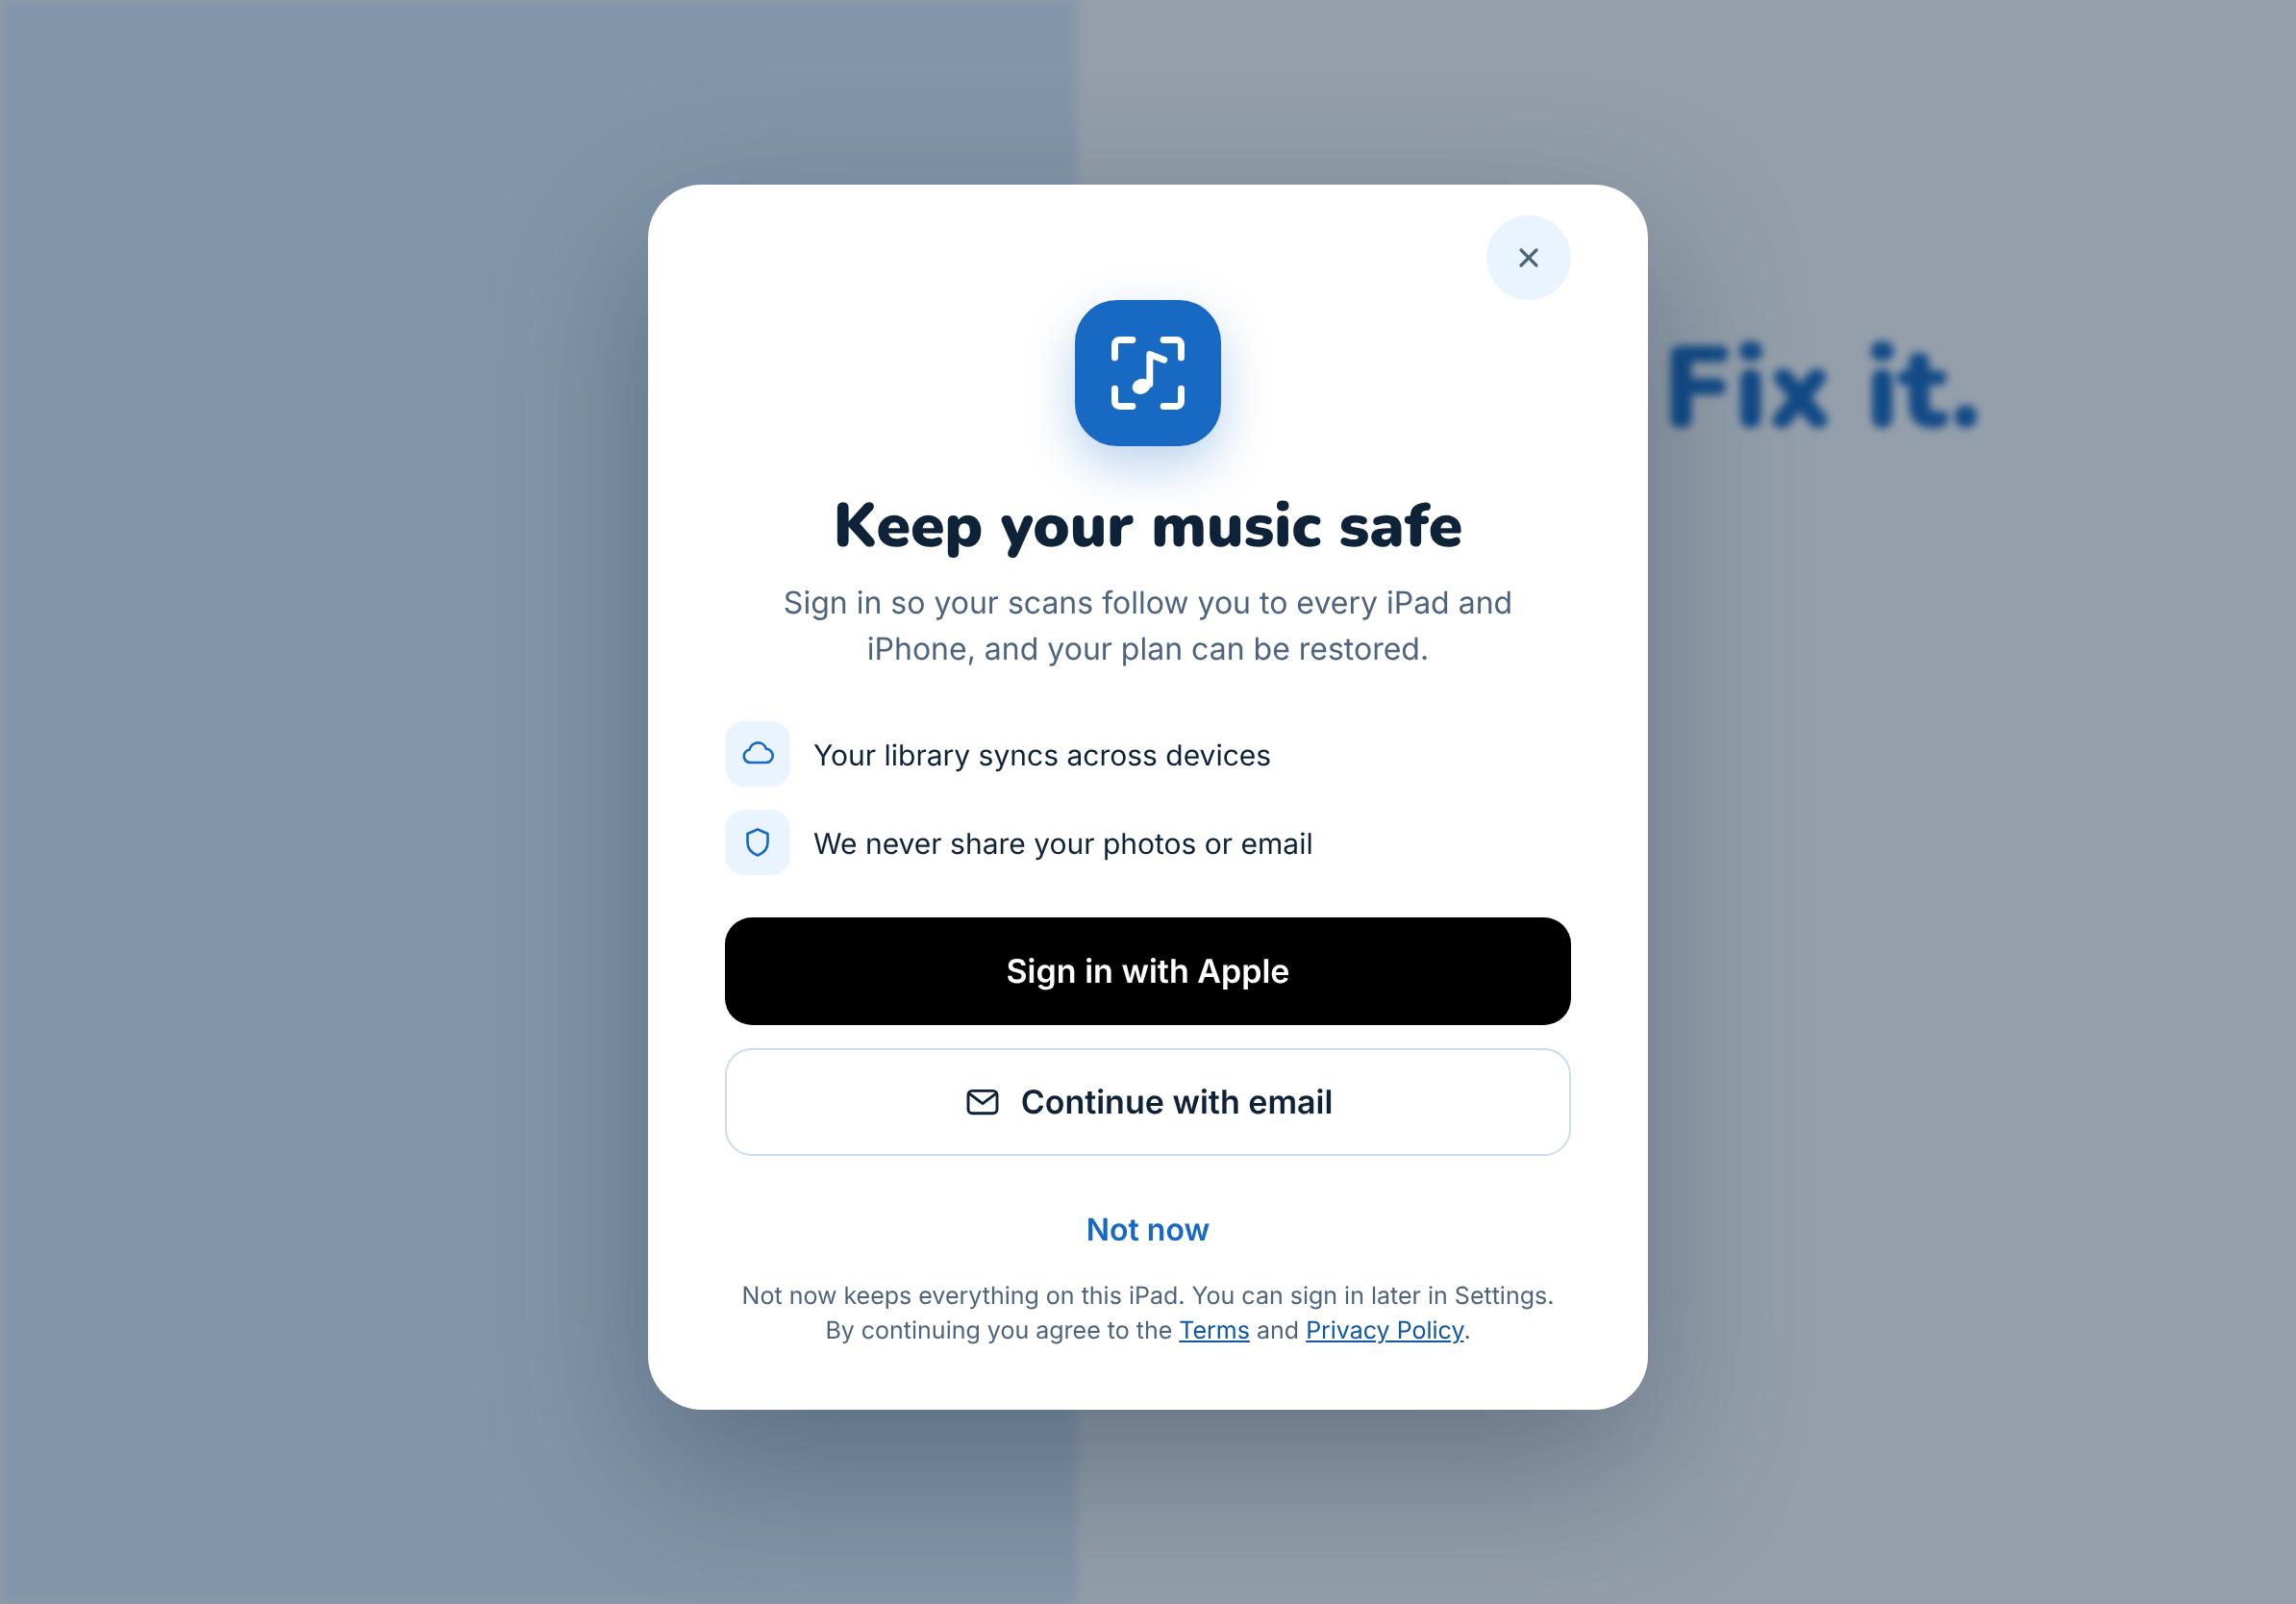 Fix it.
Keep your music safe
Sign in so your scans follow you to every iPad and
iPhone, and your plan can be restored.
Your library syncs across devices
We never share your photos or email
Sign in with Apple
Continue with email
Not now
Not now keeps everything on this iPad. You can sign in later in Settings.
By continuing you agree to the Terms and Privacy Policy.